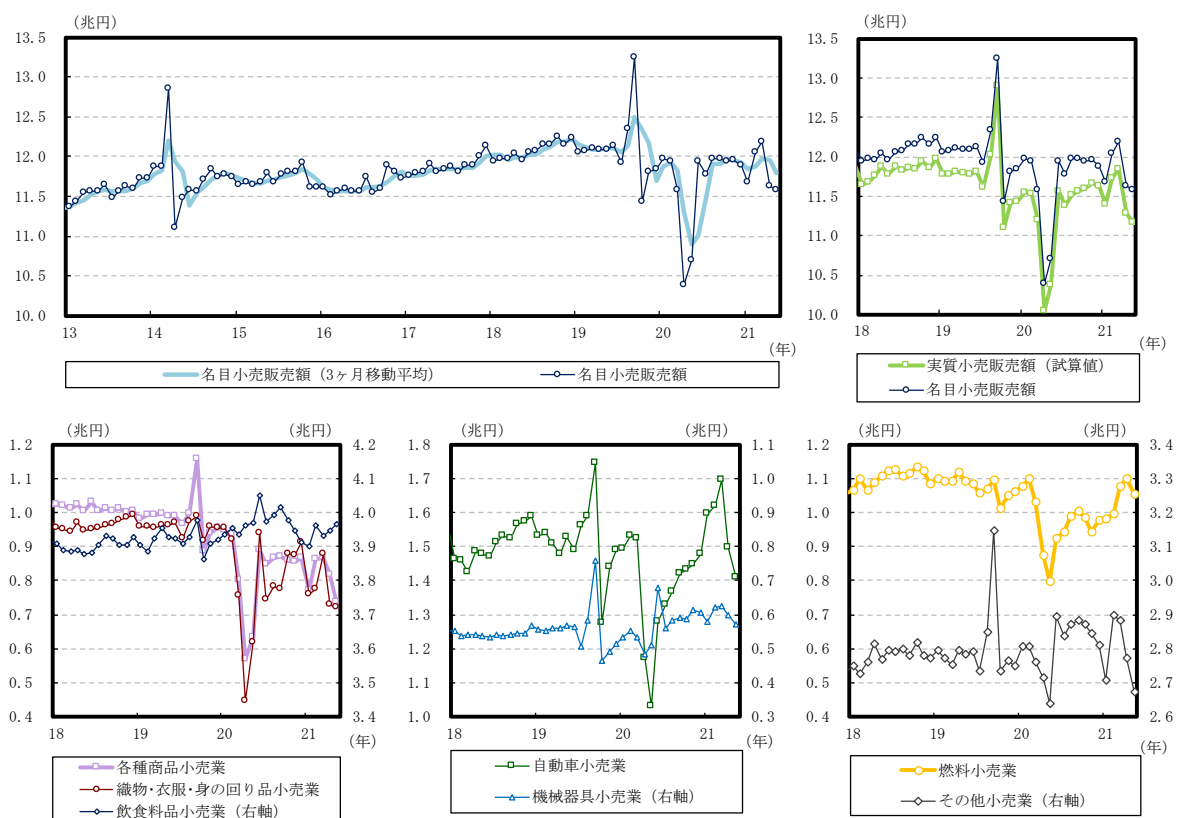 （兆円）
13.5
13.0
12.5
12.0
11.5
11.0
10.5
10.0
13 14 15 16 17 18 19 20 21
（年）
名目小売販売額（3ヶ月移動平均） 名目小売販売額
（兆円）
13.5
13.0
12.5
12.0
11.5
11.0
10.5
10.0
18 19 20 21
（年）
実質小売販売額（試算値）
名目小売販売額
（兆円） （兆円）
1.2 4.2
1.1 4.1
1.0 4.0
0.9 3.9
0.8 3.8
0.7 3.7
0.6 3.6
0.5 3.5
0.4 3.4
18 19 20 21
（年）
各種商品小売業
織物・衣服・身の回り品小売業
飲食料品小売業（右軸）
（兆円） （兆円）
1.8 1.1
1.7 1.0
1.6 0.9
1.5 0.8
1.4 0.7
1.3 0.6
1.2 0.5
1.1 0.4
1.0 0.3
18 19 20 21
（年）
自動車小売業
機械器具小売業（右軸）
（兆円） （兆円）
1.2 3.4
1.1 3.3
1.0 3.2
0.9 3.1
0.8 3.0
0.7 2.9
0.6 2.8
0.5 2.7
0.4 2.6
18 19 20 21
（年）
燃料小売業
その他小売業（右軸）